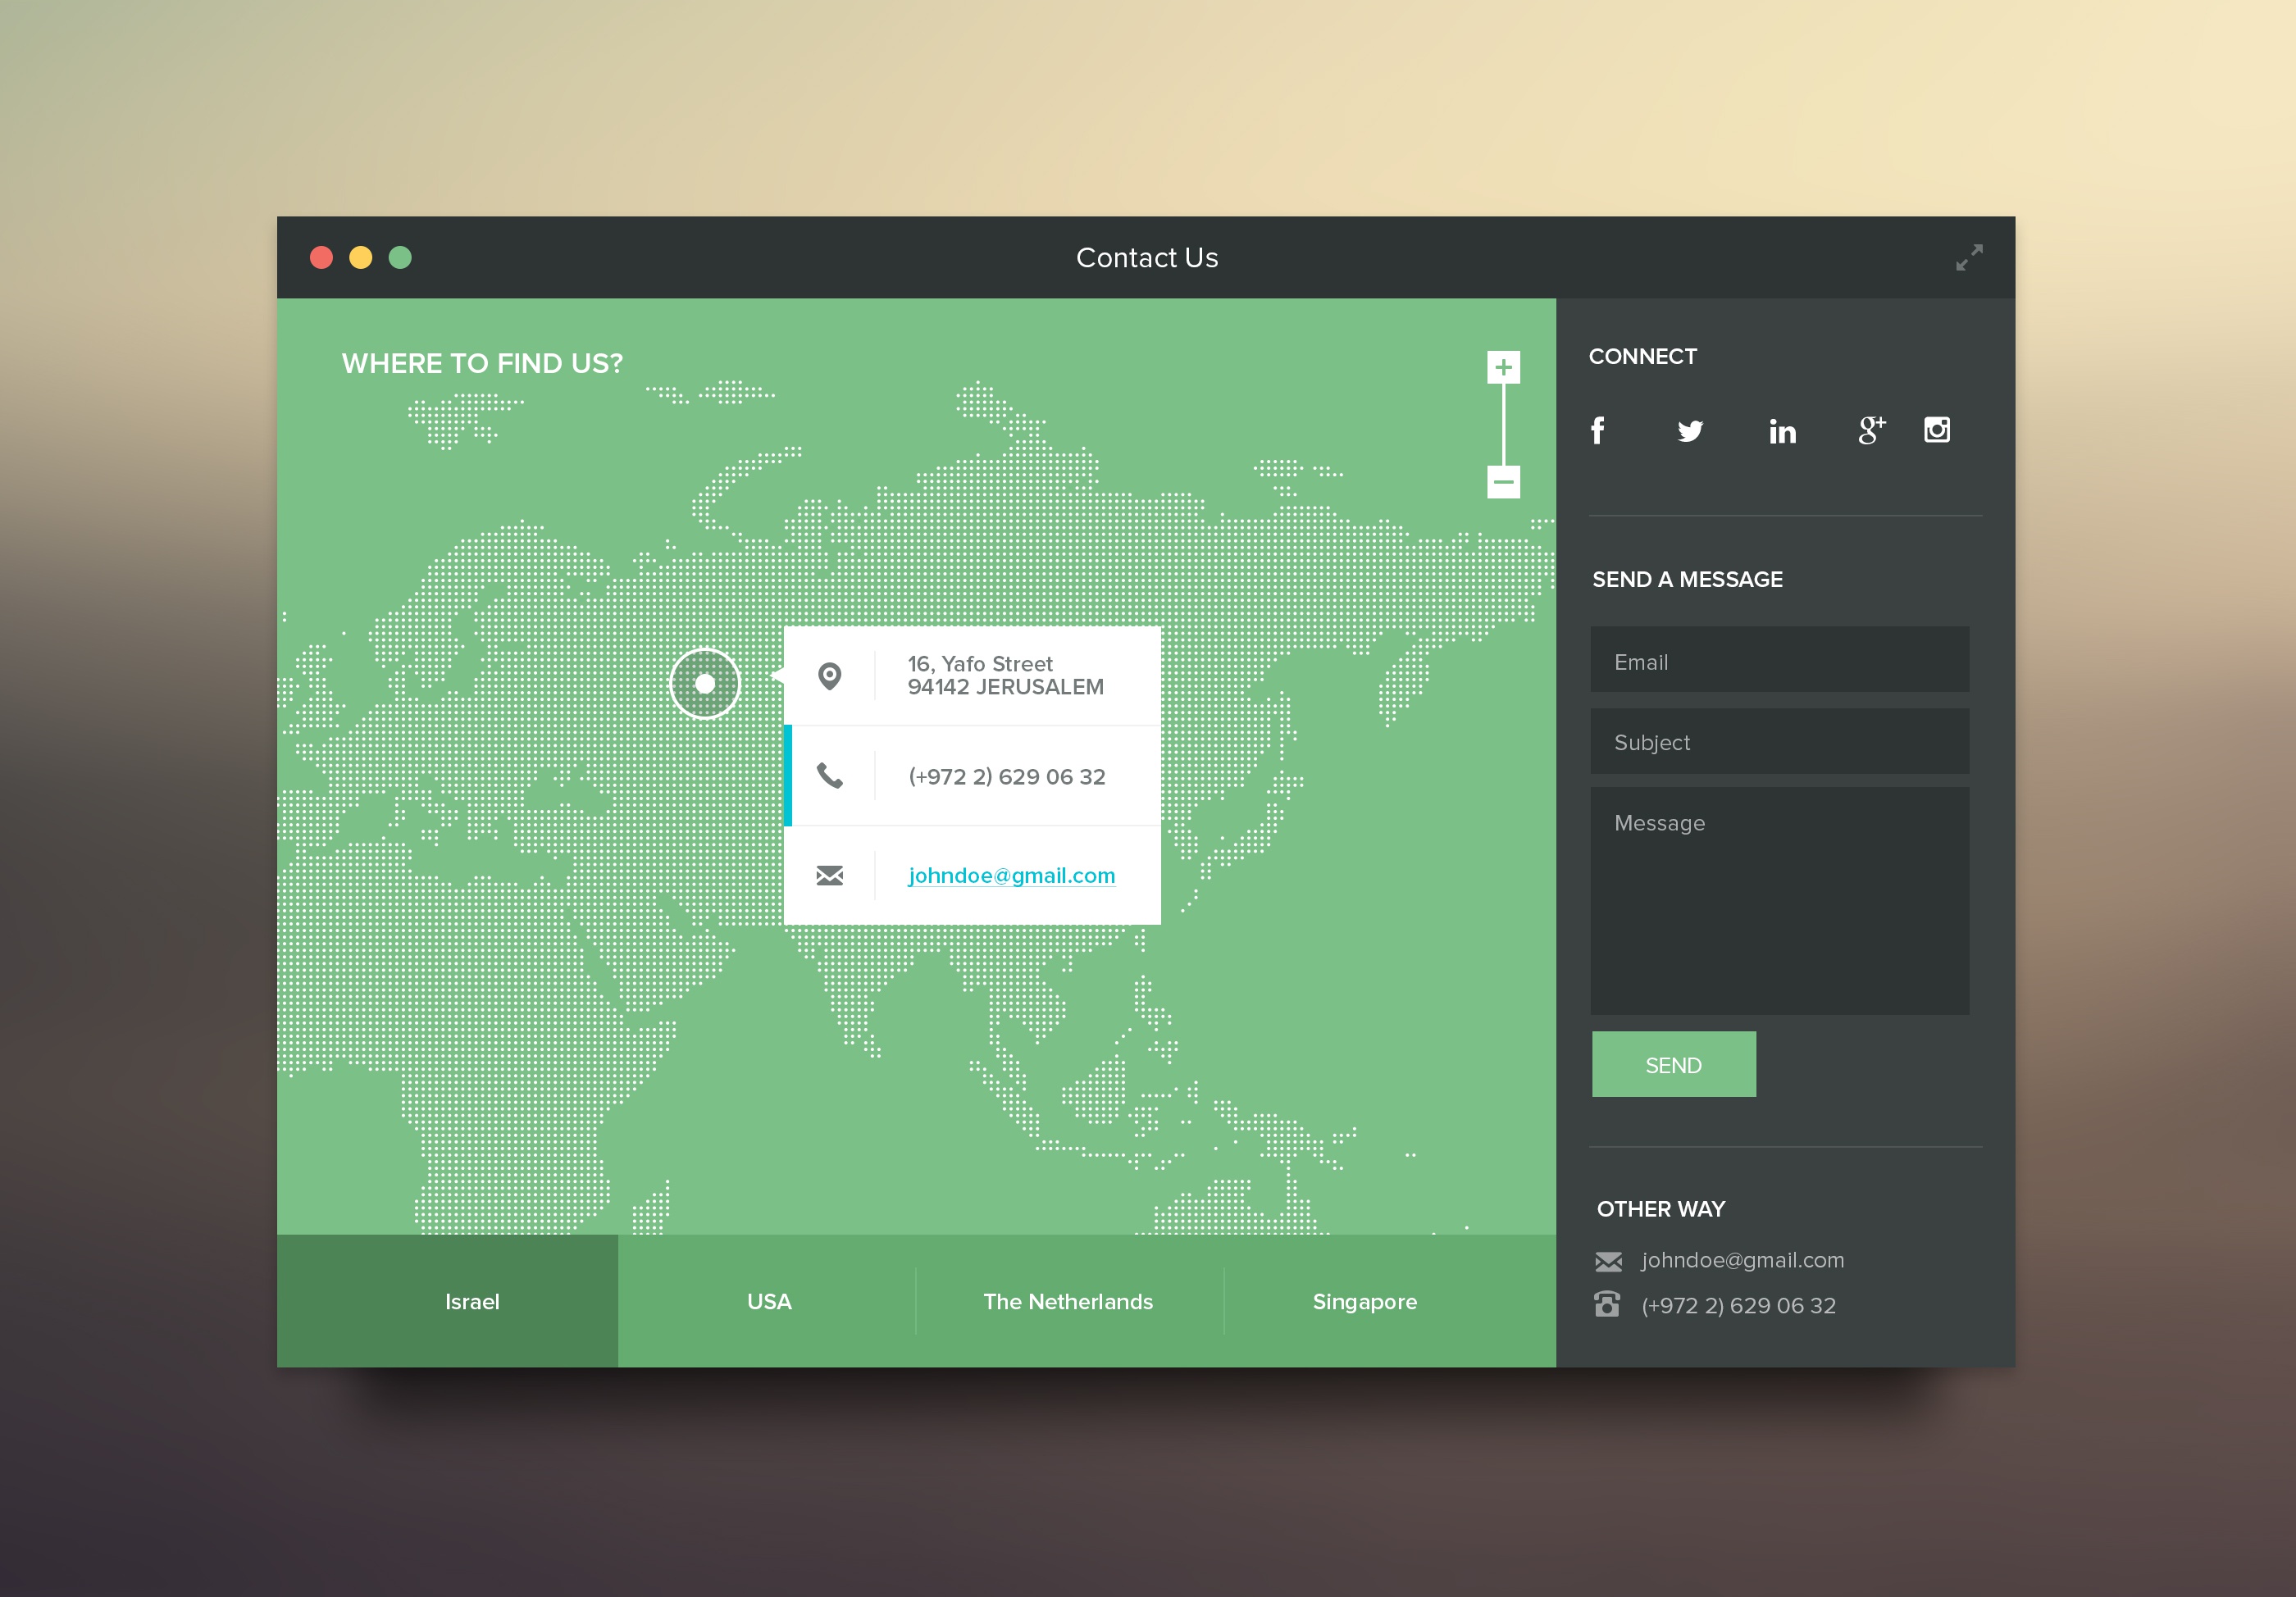 Contact Us
WHERE TO FIND US?
16, Yafo Street
94142 JERUSALEM
(+972 2) 629 06 32
johndoe@gmail.com
Israel
USA
The Netherlands
Singapore
CONNECT
SEND A MESSAGE
Email
Subject
Message
SEND
OTHER WAY
johndoe@gmail.com
(+972 2) 629 06 32